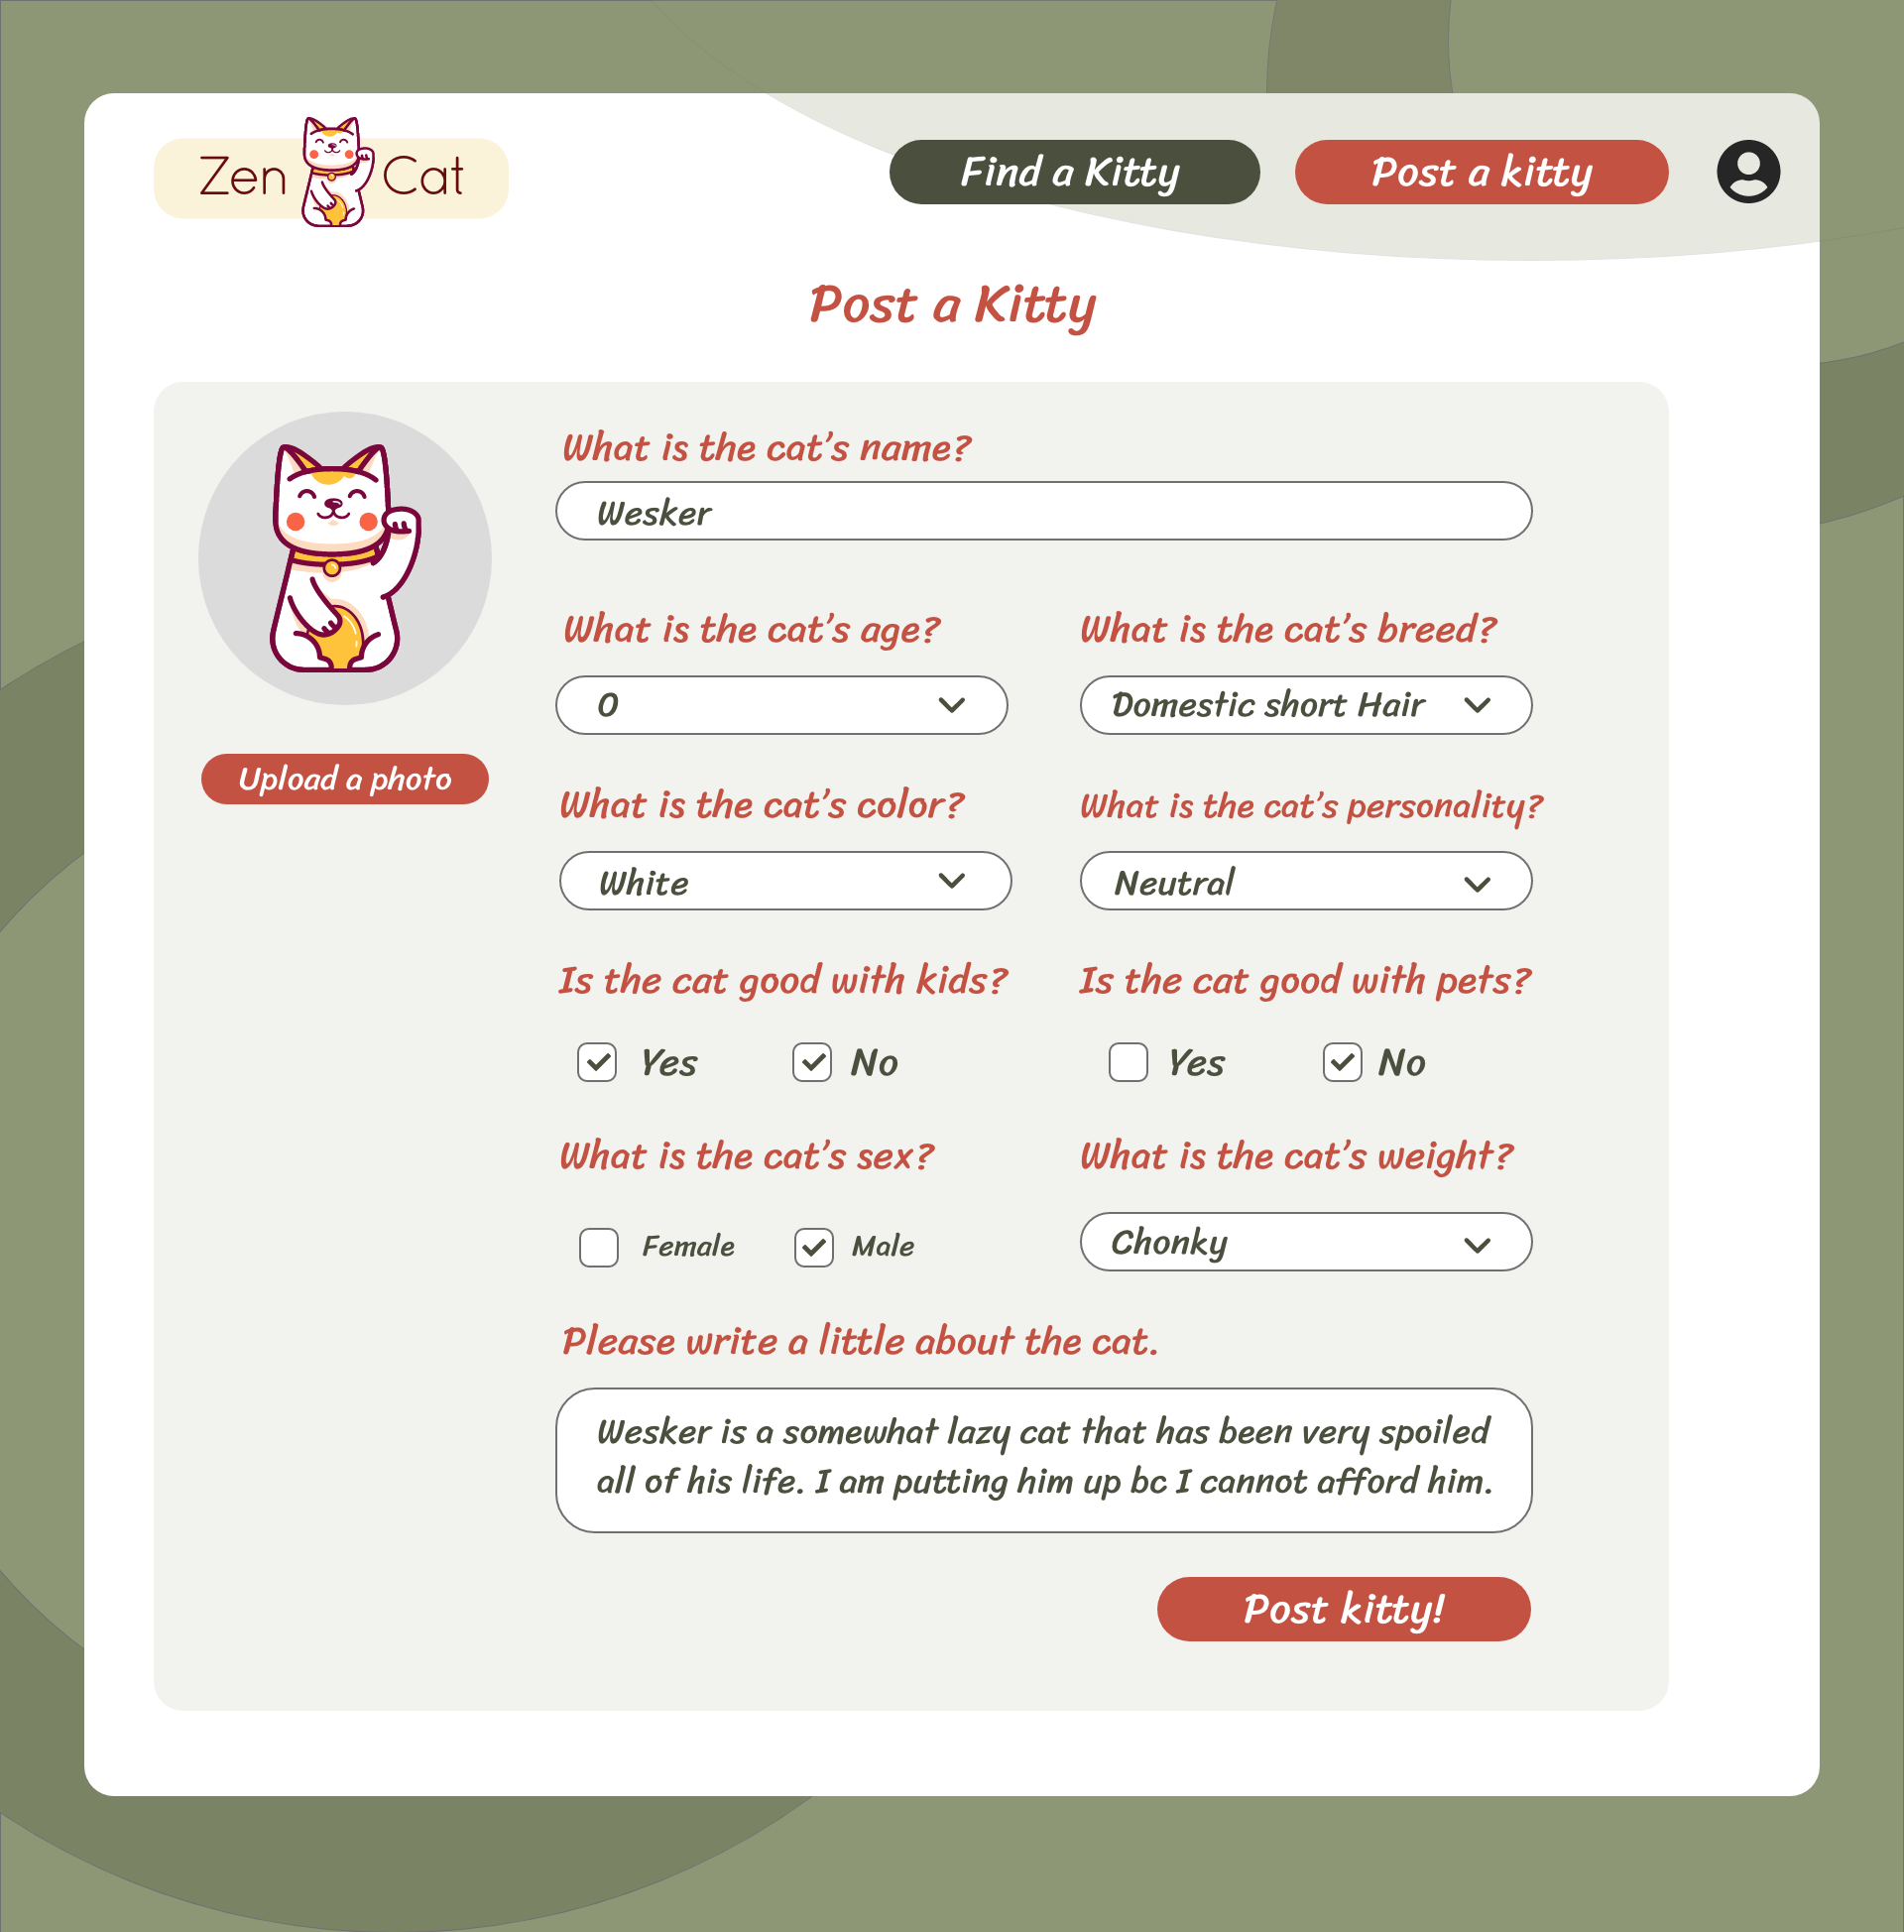 Zen Cat
Find a Kitty
Post a kitty
Post a Kitty
What is the cat's name?
Wesker
What is the cat's age?
What is the cat's breed?
0
Domestic short Hair
Upload a photo
What is the cat's color?
What is the cat's personality?
White
Neutral
Is the cat good with kids?
Is the cat good with pets?
Yes
No
Yes
No
What is the cat's sex?
What is the cat's weight?
Female
Male
Chonky
Please write a little about the cat.
Wesker is a somewhat lazy cat that has been very spoiled
all of his life. I am putting him up bc I cannot afford him.
Post kitty!